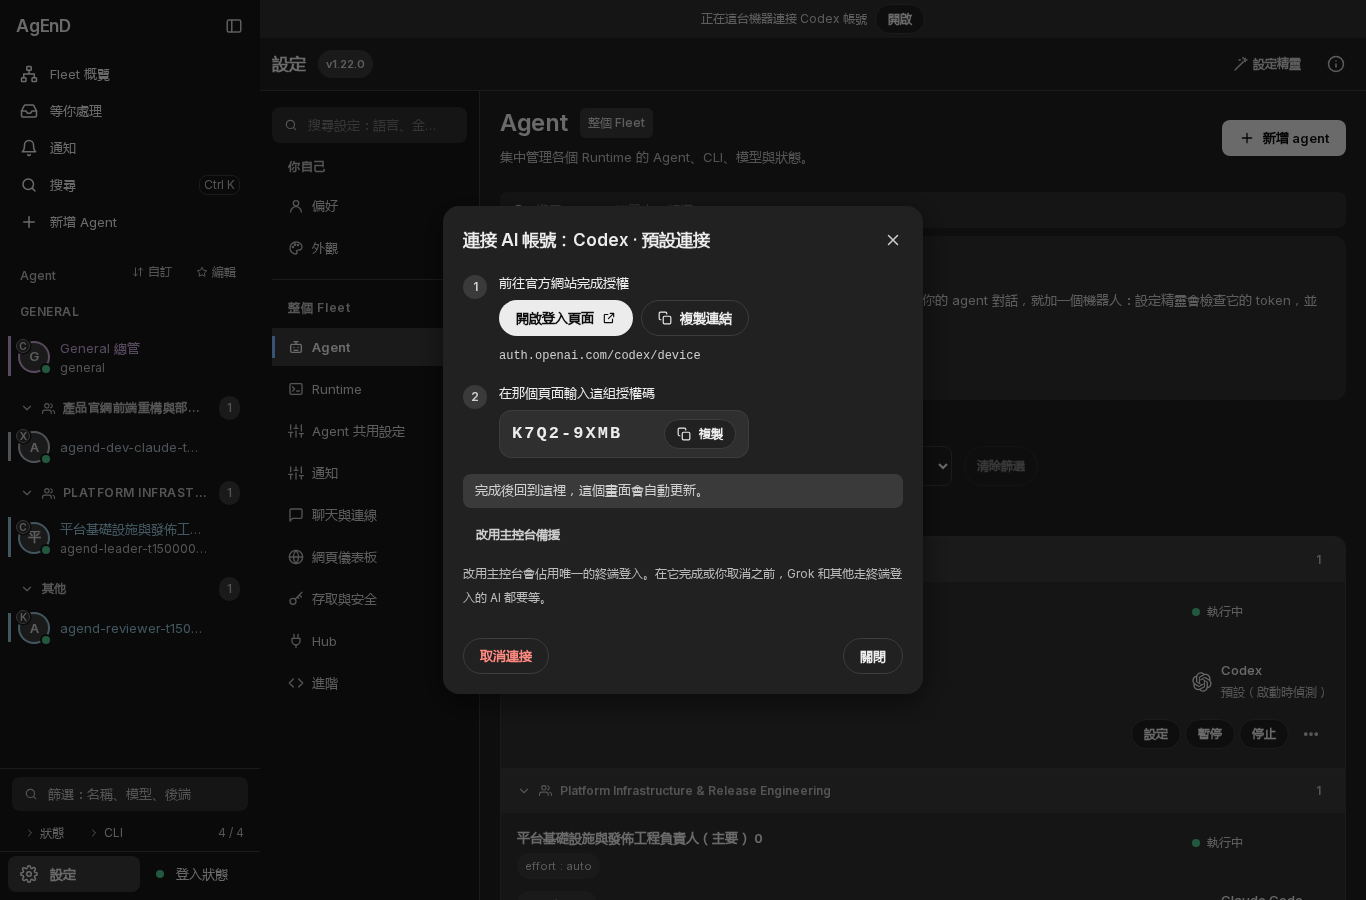 AgEnD
Fleet 概覽
等你處理
通知
搜尋
Ctrl K
新增 Agent
Agent
自訂
編輯
GENERAL
C
G
General 總管
general
產品官網前端重構與部...
1
X
A
agend-dev-claude-t...
PLATFORM INFRAST...
1
C
平
平台基礎設施與發佈工...
agend-leader-t150000...
其他
1
K
A
agend-reviewer-t150...
篩選：名稱、模型、後端
狀態
CLI
4 / 4
設定
登入狀態
正在這台機器連接 Codex 帳號
開啟
設定
v1.22.0
設定精靈
搜尋設定：語言、金...
你自己
偏好
外觀
整個 Fleet
Agent
Runtime
Agent 共用設定
通知
聊天與連線
網頁儀表板
存取與安全
Hub
進階
Agent
整個 Fleet
集中管理各個 Runtime 的 Agent、CLI、模型與狀態。
新增 agent
你的 agent 對話，就加一個機器人：設定精靈會檢查它的 token，並
清除篩選
1
執行中
Codex
預設（啟動時偵測）
設定
暫停
停止
Platform Infrastructure & Release Engineering
1
平台基礎設施與發佈工程負責人（主要） 0
effort：auto
執行中
Claude Code
連接 AI 帳號：Codex · 預設連接
1
前往官方網站完成授權
開啟登入頁面
複製連結
auth.openai.com/codex/device
2
在那個頁面輸入這組授權碼
K7Q2-9XMB
複製
完成後回到這裡，這個畫面會自動更新。
改用主控台備援
改用主控台會佔用唯一的終端登入。在它完成或你取消之前，Grok 和其他走終端登
入的 AI 都要等。
取消連接
關閉